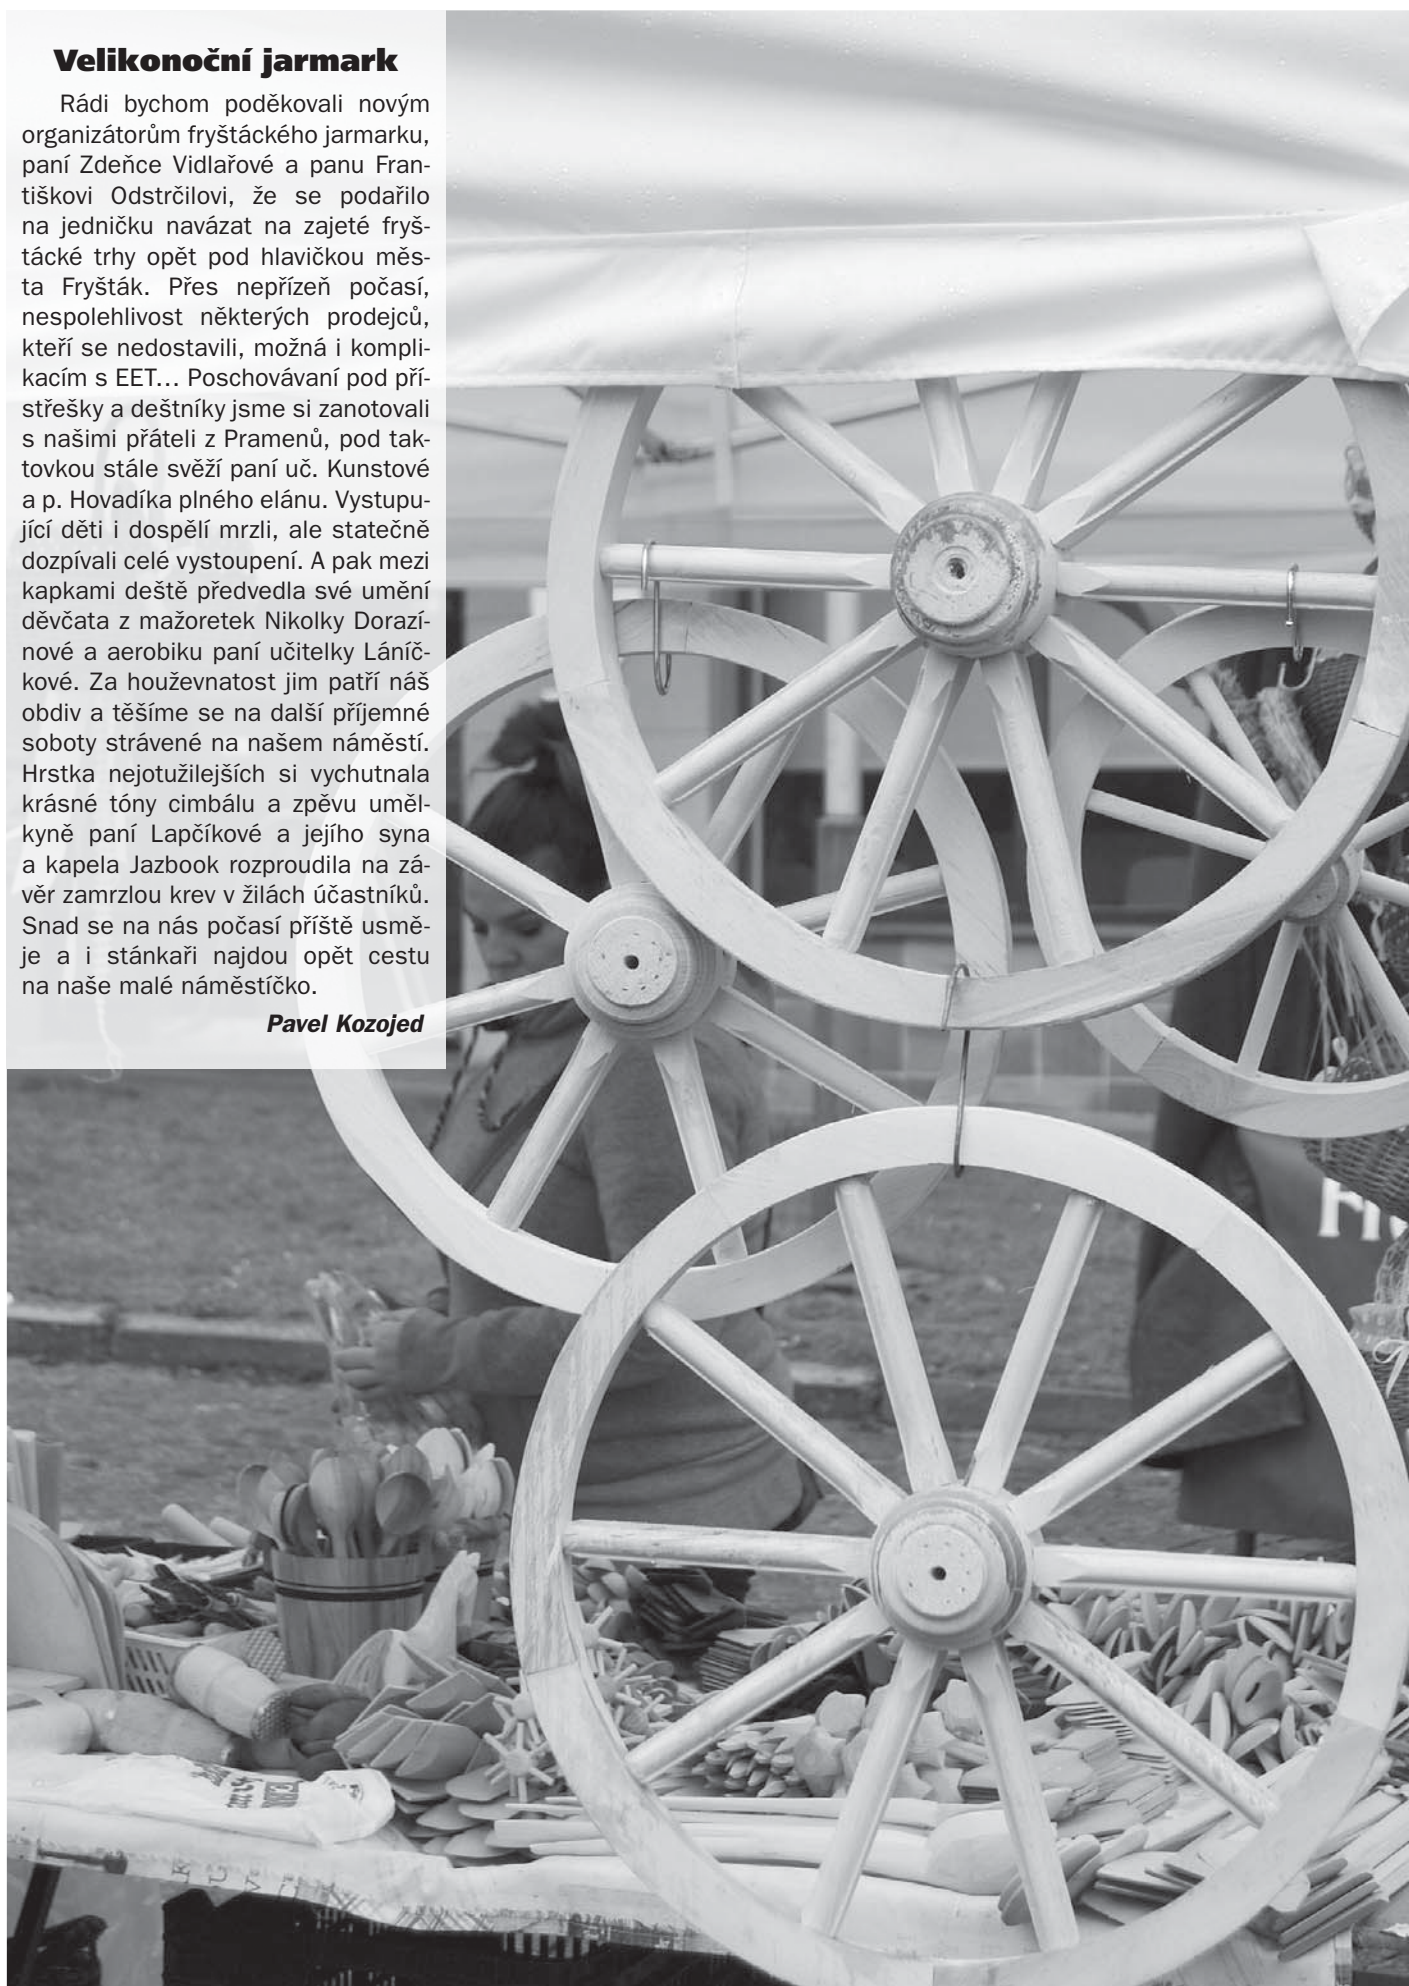 Velikonoční jarmark
Rádi bychom poděkovali novým
organizátorům fryštáckého jarmarku,
paní Zdeňce Vidlařové a panu Fran-
tiškovi Odstrčilovi, že se podařilo
na jedničku navázat na zajeté fryš-
tácké trhy opět pod hlavičkou měs-
ta Fryšták. Přes nepřízeň počasí,
nespolehlivost některých prodejců,
kteří se nedostavili, možná i kompli-
kacím s EET... Poschovávaní pod pří-
střešky a deštníky jsme si zanotovali
s našimi přáteli z Pramenů, pod tak-
tovkou stále svěží paní uč. Kunstové
a p. Hovadíka plného elánu. Vystupu-
jící děti i dospělí mrzli, ale statečně
dozpívali celé vystoupení. A pak mezi
kapkami deště předvedla své umění
děvčata z mažoretek Nikolky Dorazí-
nové a aerobiku paní učitelky Láníč-
kové. Za houževnatost jim patří náš
obdiv a těšíme se na další příjemné
soboty strávené na našem náměstí.
Hrstka nejotužilejších si vychutnala
krásné tóny cimbálu a zpěvu uměl-
kyně paní Lapčíkové a jejího syna
a kapela Jazbook rozproudila na zá-
věr zamrzlou krev v žilách účastníků.
Snad se na nás počasí příště usmě-
je a i stánkaři najdou opět cestu
na naše malé náměstíčko.
Pavel Kozojed